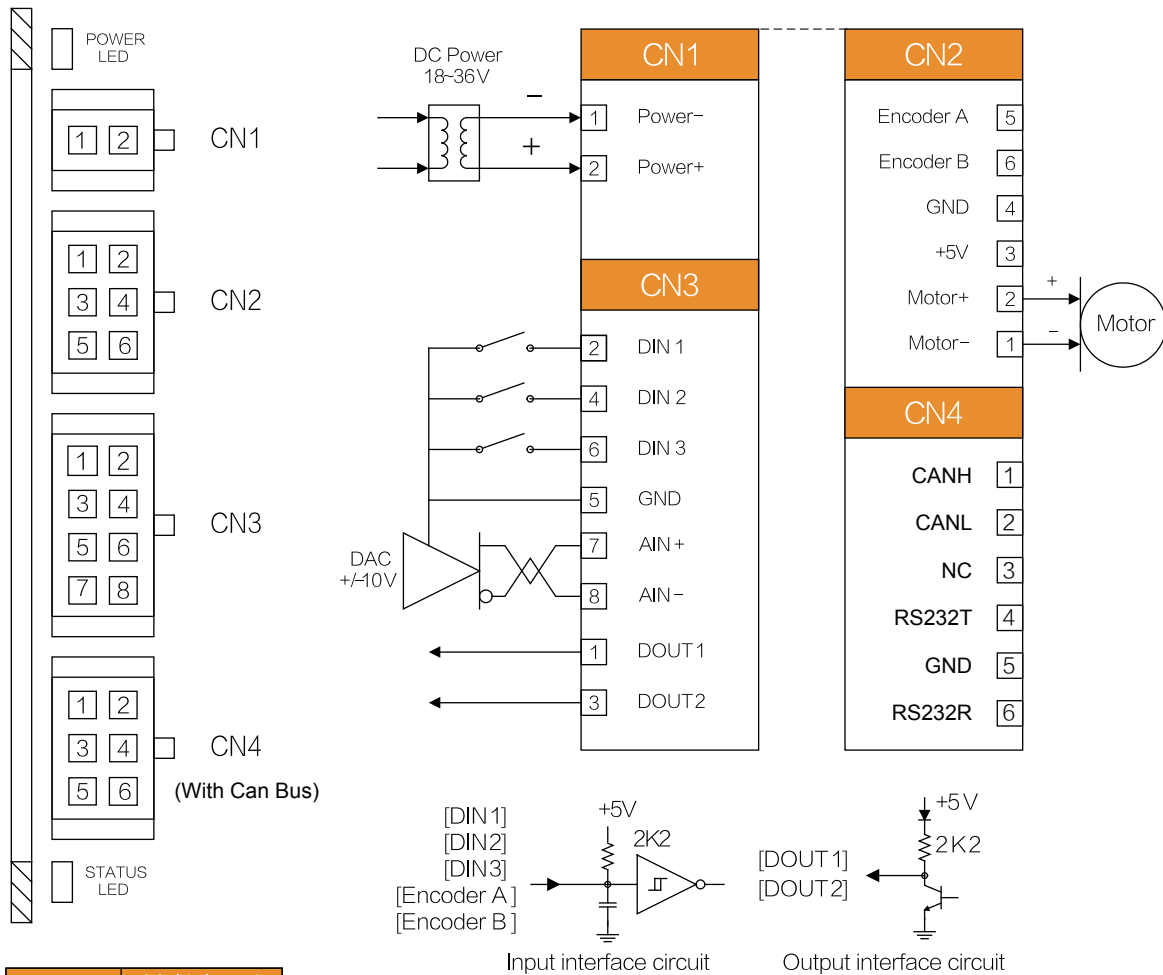 POWER
LED
1 2
CN1
1 2
3 4
5 6
CN2
1 2
3 4
5 6
7 8
CN3
1 2
3 4
5 6
CN4
(With Can Bus)
STATUS
LED
DC Power
18~36V
−
+
CN1
1 Power−
2 Power+
CN3
2 DIN 1
4 DIN 2
6 DIN 3
5 GND
7 AIN+
8 AIN−
1 DOUT1
3 DOUT2
DAC
+/-10V
CN2
Encoder A 5
Encoder B 6
GND 4
+5V 3
Motor+ 2
Motor− 1
+
−
Motor
CN4
CANH 1
CANL 2
NC 3
RS232T 4
GND 5
RS232R 6
[DIN1]
[DIN2]
[DIN3]
[Encoder A]
[Encoder B]
+5V
2K2
Input interface circuit
+5V
2K2
[DOUT1]
[DOUT2]
Output interface circuit